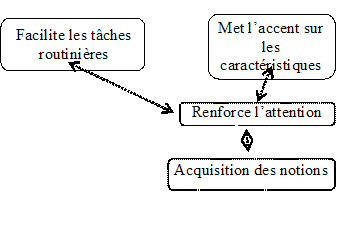 Facilite les tâches
routinières
Met l'accent sur
les
caractéristiques
Renforce l'attention
Acquisition des notions